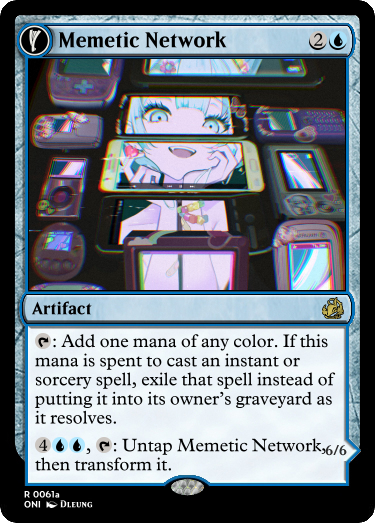 Memetic Network 2
Artifact
: Add one mana of any color. If this
mana is spent to cast an instant or
sorcery spell, exile that spell instead of
putting it into its owner's graveyard as
it resolves.
4, : Untap Memetic Network,
then transform it.
6/6
R 0061a
ONI DLEUNG